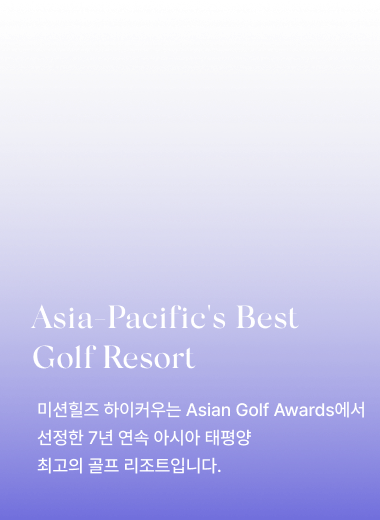 Asia-Pacific's Best
Golf Resort
미션힐즈 하이커우는 Asian Golf Awards에서
선정한 7년 연속 아시아 태평양
최고의 골프 리조트입니다.